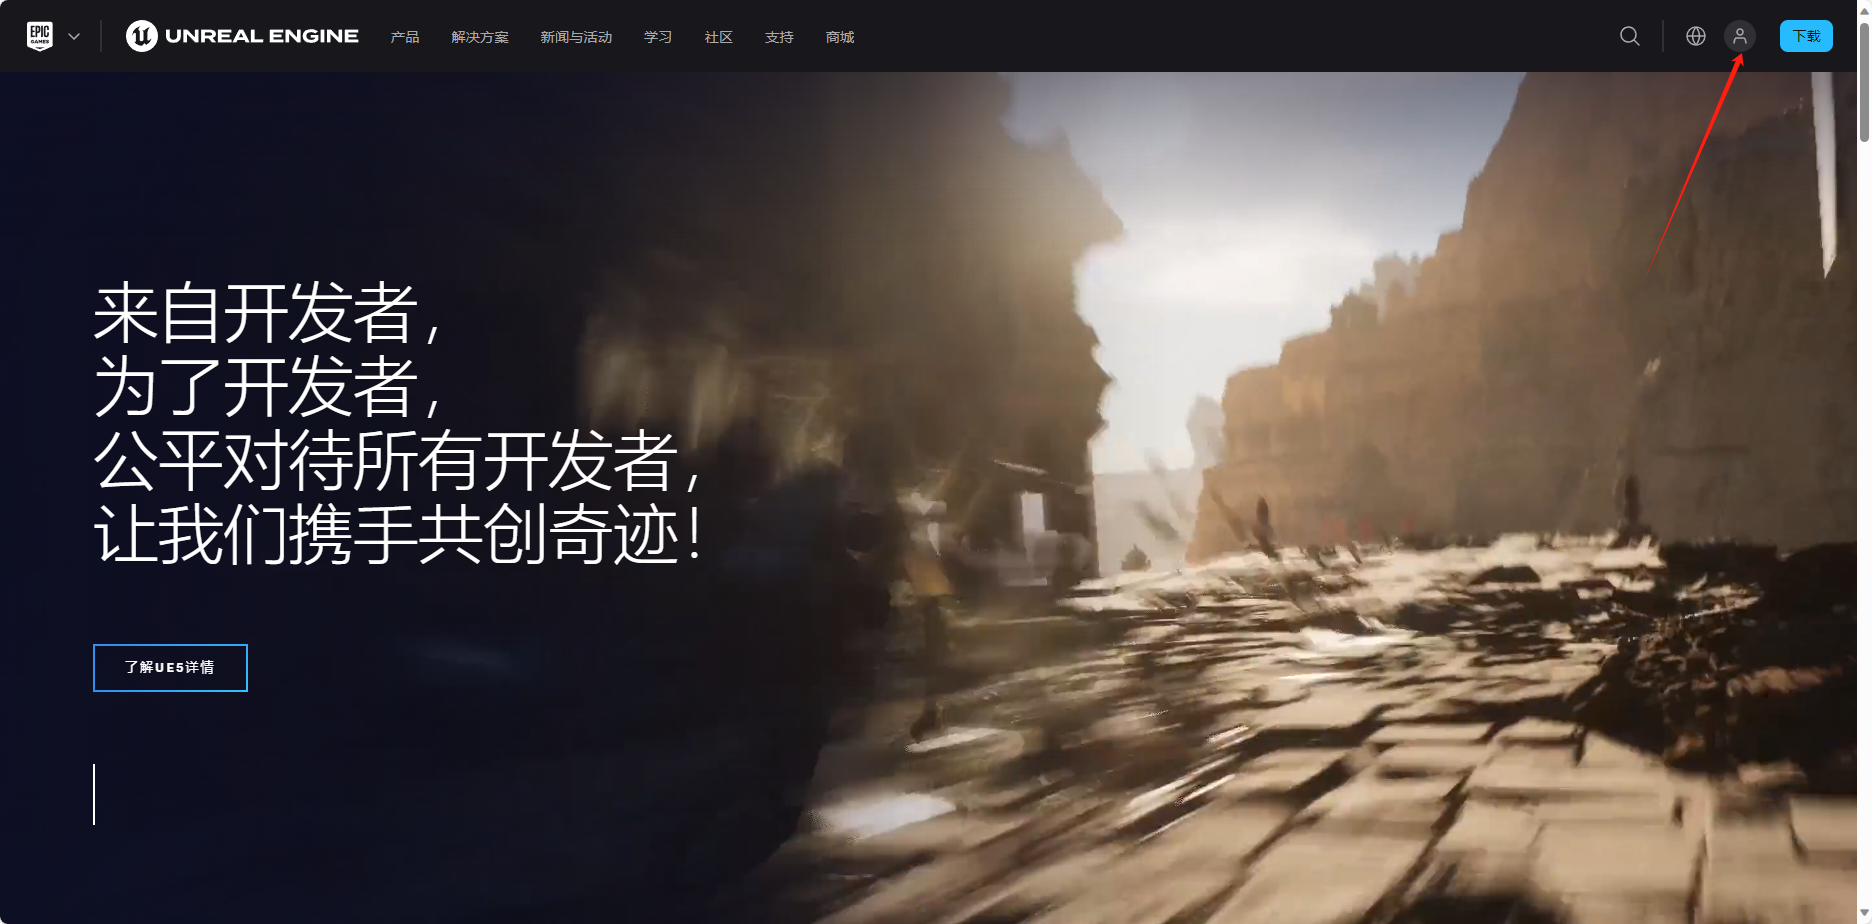 EPIC GAMES
UNREAL ENGINE
产品
解决方案
新闻与活动
学习
社区
支持
商城
下载
来自开发者，
为了开发者，
公平对待所有开发者，
让我们携手共创奇迹！
了解UE5详情